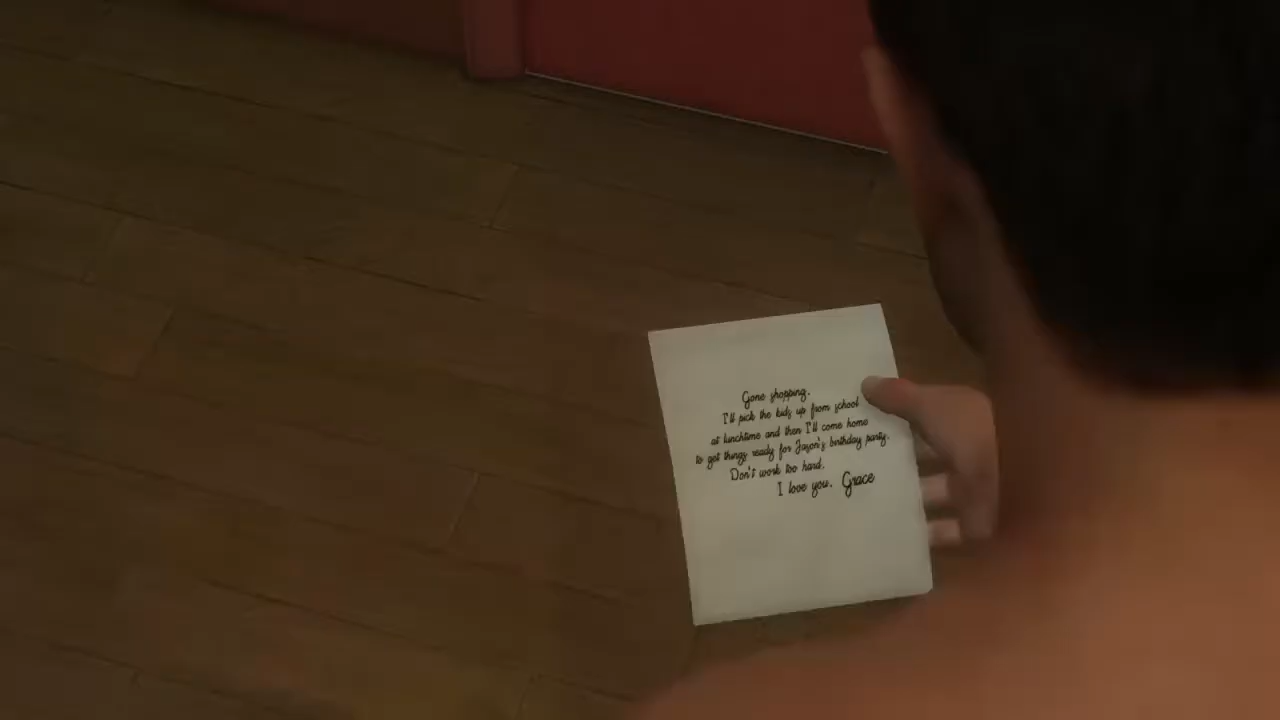 Gone shopping.
I'll pick the kids up from school
at lunchtime and then I'll come home
to get things ready for Jason's birthday party.
Don't work too hard.
I love you. Grace